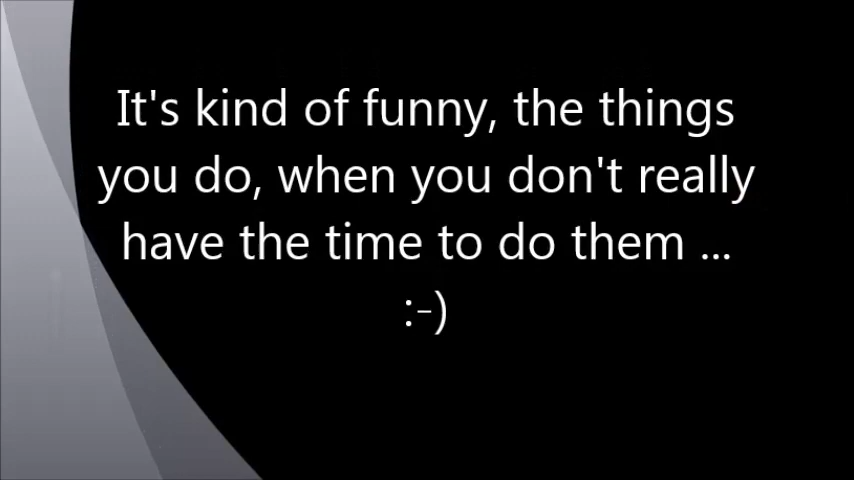 It's kind of funny, the things
you do, when you don't really
have the time to do them ...
:-)